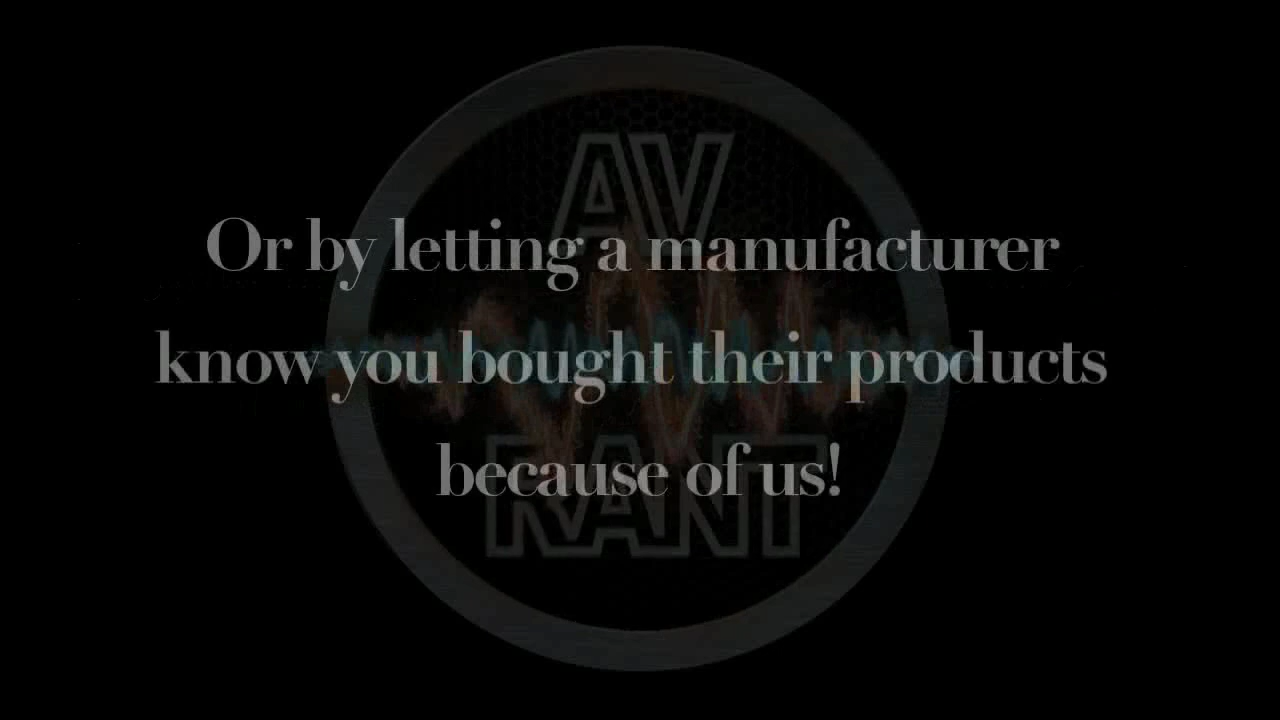 AV
Or by letting a manufacturer
know you bought their products
because of us!
RANT